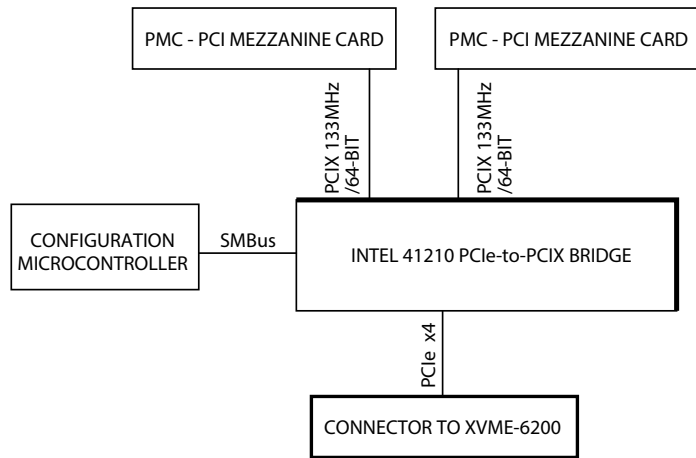 PMC - PCI MEZZANINE CARD
PMC - PCI MEZZANINE CARD
PCIX 133MHz
/64-BIT
PCIX 133MHz
/64-BIT
CONFIGURATION
MICROCONTROLLER
SMBus
INTEL 41210 PCIe-to-PCIX BRIDGE
PCIe x4
CONNECTOR TO XVME-6200